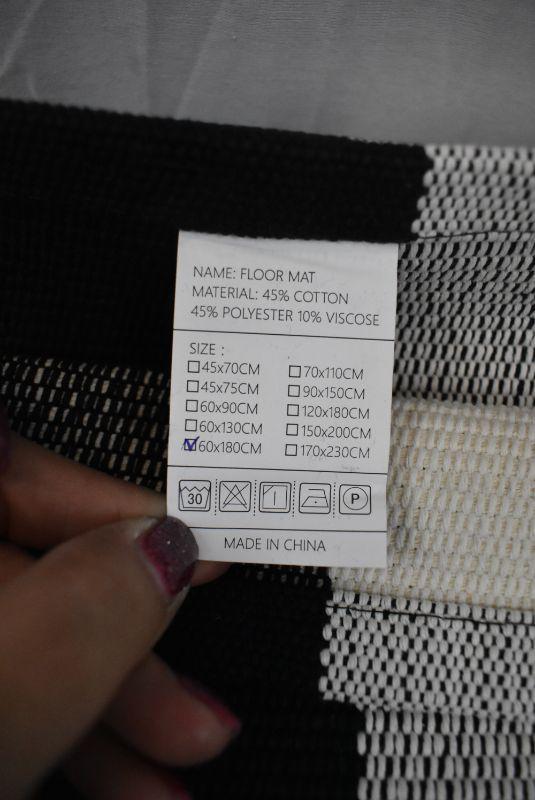 NAME: FLOOR MAT
MATERIAL: 45% COTTON
45% POLYESTER 10% VISCOSE
SIZE :
45x70CM 70x110CM
45x75CM 90x150CM
60x90CM 120x180CM
60x130CM 150x200CM
60x180CM 170x230CM
30 P
MADE IN CHINA